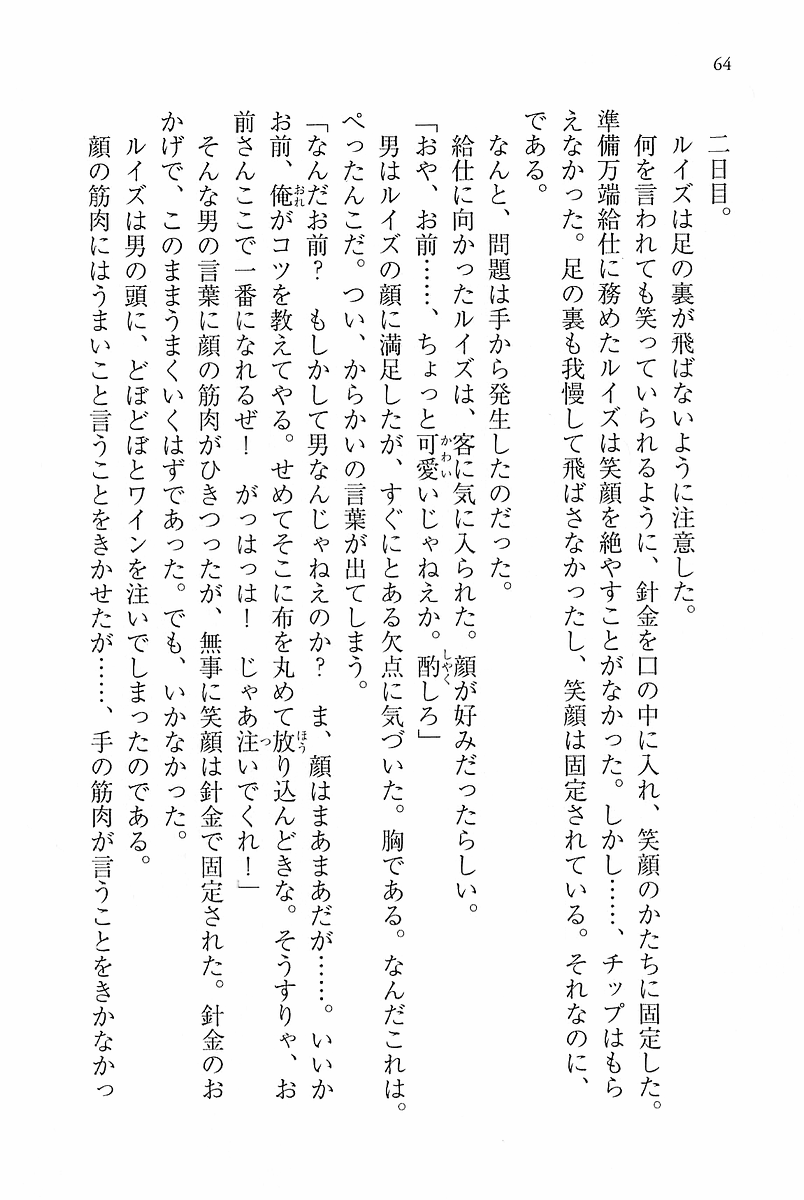 64
二日目。
ルイズは足の裏が飛ばないように注意した。
何を言われても笑っていられるように、針金を口の中に入れ、笑顔のかたちに固定した。
準備万端給仕に務めたルイズは笑顔を絶やすことがなかった。しかし……、チップはもら
えなかった。足の裏も我慢して飛ばさなかったし、笑顔は固定されている。それなのに、
である。
なんと、問題は手から発生したのだった。
給仕に向かったルイズは、客に気に入られた。顔が好みだったらしい。
「おや、お前……、ちょっと可愛いじゃねえか。酌しろ」
男はルイズの顔に満足したが、すぐにとある欠点に気づいた。胸である。なんだこれは。
ぺったんこだ。つい、からかいの言葉が出てしまう。
「なんだお前？　もしかして男なんじゃねえのか？　ま、顔はまあまあだが……。いいか
お前、俺がコツを教えてやる。せめてそこに布を丸めて放り込んどきな。そうすりゃ、お
前さんここで一番になれるぜ！　がっはっは！　じゃあ注いでくれ！」
そんな男の言葉に顔の筋肉がひきつったが、無事に笑顔は針金で固定された。針金のお
かげで、このままうまくいくはずであった。でも、いかなかった。
ルイズは男の頭に、どぼどぼとワインを注いでしまったのである。
顔の筋肉にはうまいこと言うことをきかせたが……、手の筋肉が言うことをきかなかっ